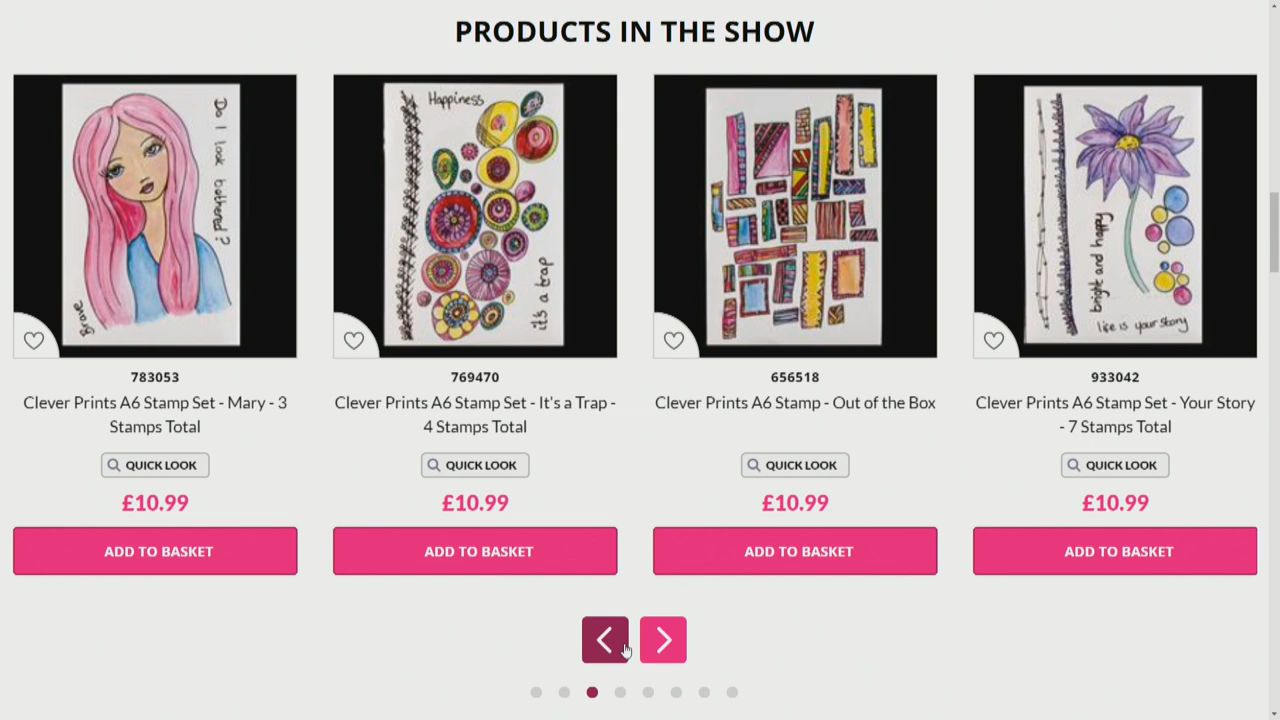 PRODUCTS IN THE SHOW
Do I look bothered?
Brave
Happiness
it's a trap
bright and happy
life is your story
783053
Clever Prints A6 Stamp Set - Mary - 3
Stamps Total
QUICK LOOK
£10.99
ADD TO BASKET
769470
Clever Prints A6 Stamp Set - It's a Trap -
4 Stamps Total
QUICK LOOK
£10.99
ADD TO BASKET
656518
Clever Prints A6 Stamp - Out of the Box
QUICK LOOK
£10.99
ADD TO BASKET
933042
Clever Prints A6 Stamp Set - Your Story
- 7 Stamps Total
QUICK LOOK
£10.99
ADD TO BASKET